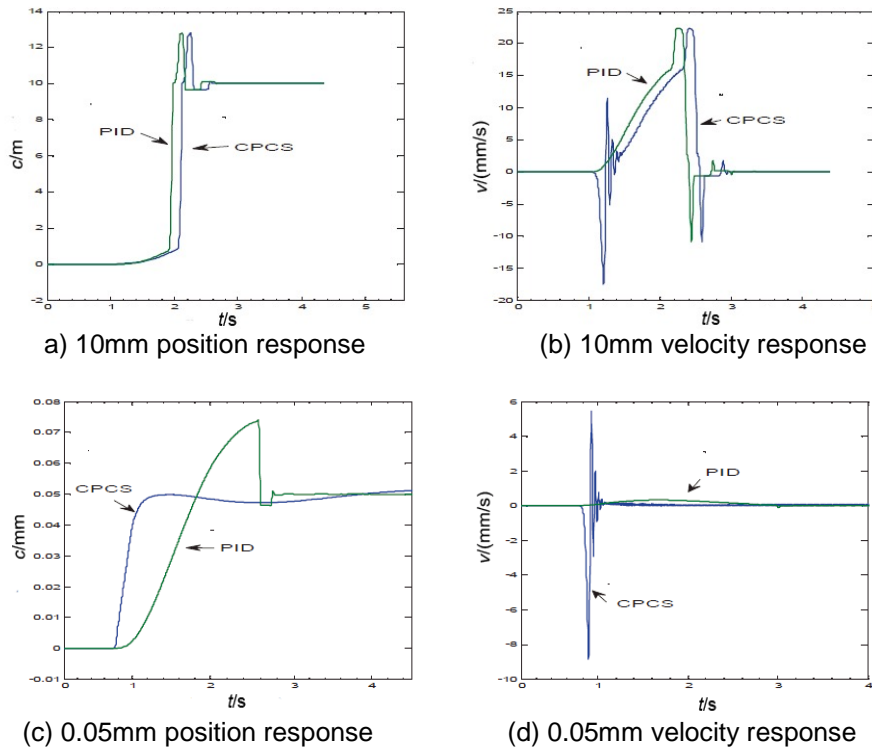 14
12
10
8
6
4
2
0
-2
c/m
PID
CPCS
0 1 2 3 4 5
t/s
a) 10mm position response
25
20
15
10
5
0
-5
-10
-15
-20
v/(mm/s)
PID
CPCS
0 1 2 3 4 5
t/s
(b) 10mm velocity response
0.08
0.07
0.06
0.05
0.04
0.03
0.02
0.01
0
-0.01
c/mm
CPCS
PID
0 1 2 3 4
t/s
(c) 0.05mm position response
6
4
2
0
-2
-4
-6
-8
-10
v/(mm/s)
PID
CPCS
0 1 2 3 4
t/s
(d) 0.05mm velocity response